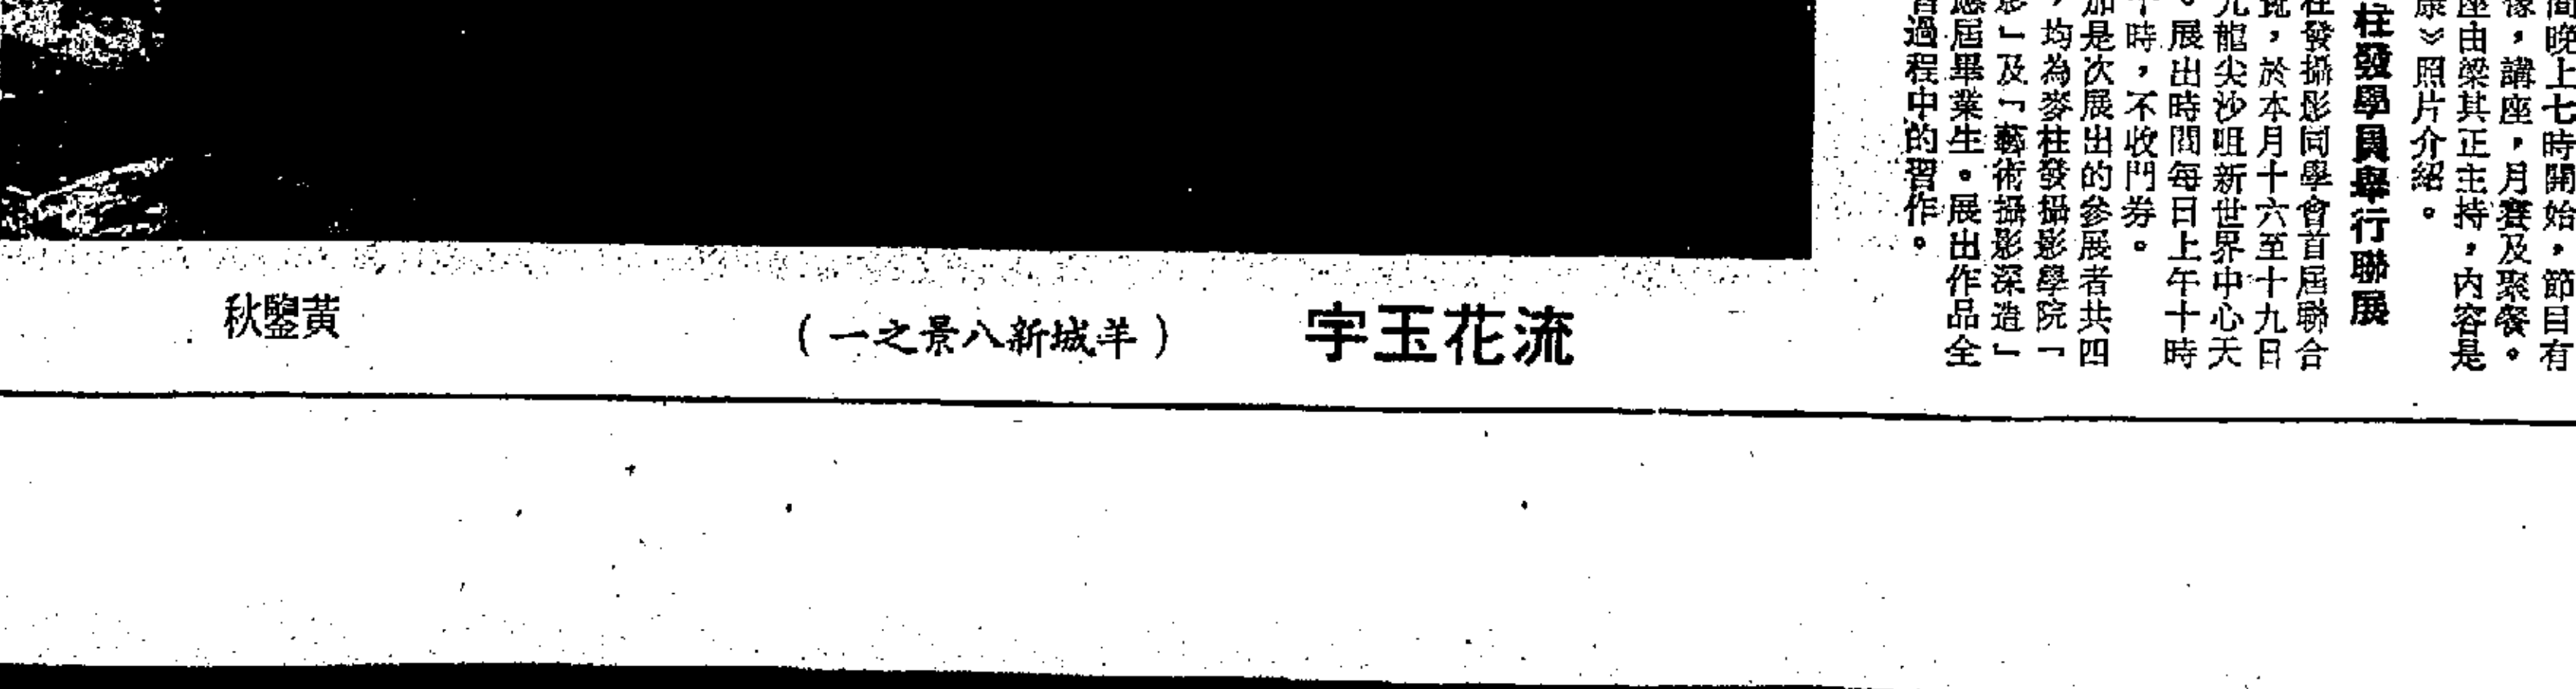 間晚上七時開始，節目有
像，講座，月賽及聚餐。
座由梁其正主持，內容是
康》照片介紹。
柱發學員舉行聯展
柱發攝影同學會首屆聯合
覽，於本月十六至十九日
九龍尖沙咀新世界中心天
。展出時間每日上午十時
午時，不收門券。
加是次展出的參展者共四
，均為麥柱發攝影學院「
影」及「藝術攝影深造」
應屆畢業生。展出作品全
習過程中的習作。
流花玉宇
（羊城新八景之一）
黃鑒秋